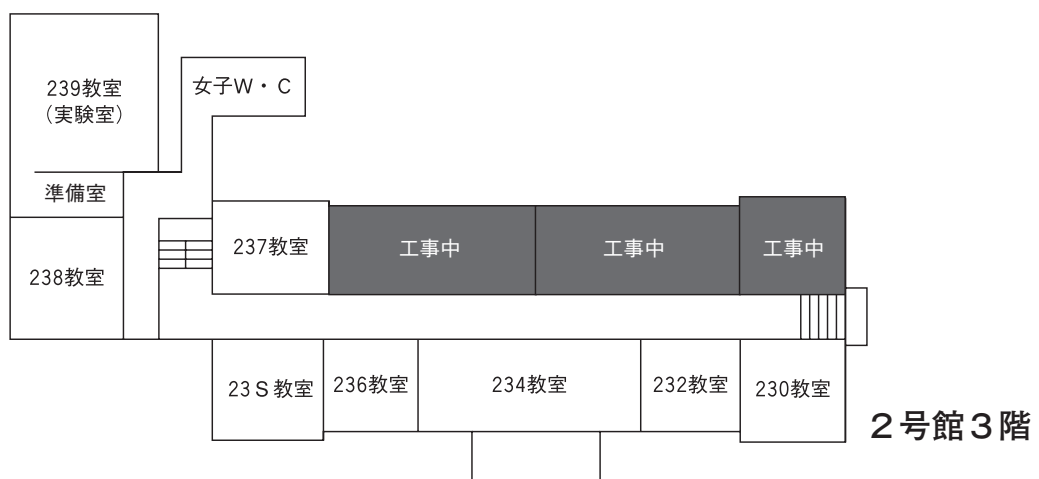 239教室
（実験室）
女子Ｗ・Ｃ
準備室
238教室
237教室
工事中
工事中
工事中
23Ｓ教室
236教室
234教室
232教室
230教室
２号館３階